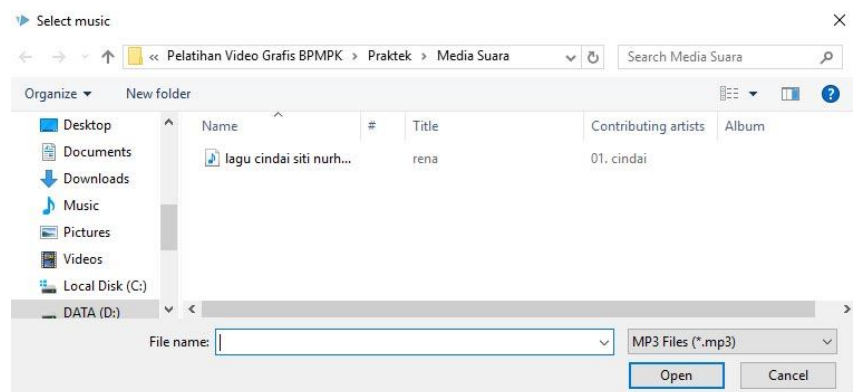 Select music
« Pelatihan Video Grafis BPMPK > Praktek > Media Suara
Search Media Suara
Organize
New folder
Desktop
Documents
Downloads
Music
Pictures
Videos
Local Disk (C:)
DATA (D:)
Name # Title Contributing artists Album
lagu cindai siti nurh... rena 01. cindai
File name:
MP3 Files (*.mp3)
Open Cancel